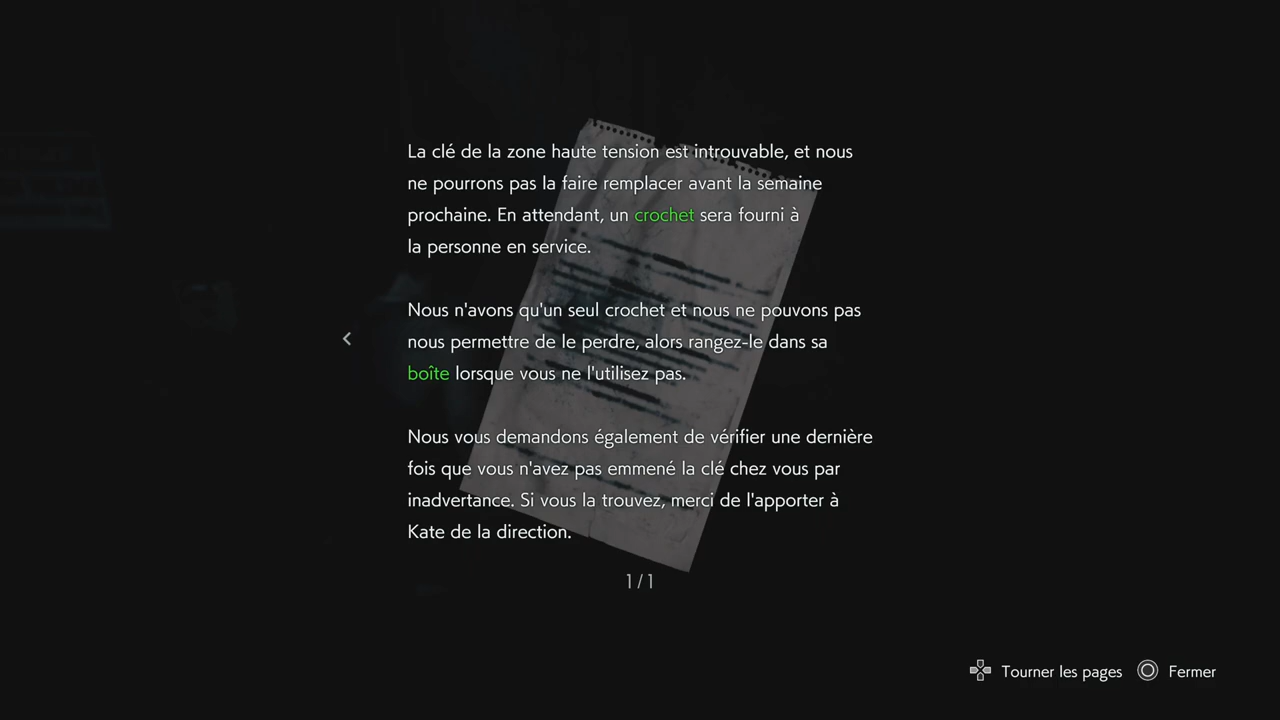 La clé de la zone haute tension est introuvable, et nous
ne pourrons pas la faire remplacer avant la semaine
prochaine. En attendant, un crochet sera fourni à
la personne en service.
Nous n'avons qu'un seul crochet et nous ne pouvons pas
nous permettre de le perdre, alors rangez-le dans sa
boîte lorsque vous ne l'utilisez pas.
Nous vous demandons également de vérifier une dernière
fois que vous n'avez pas emmené la clé chez vous par
inadvertance. Si vous la trouvez, merci de l'apporter à
Kate de la direction.
1 / 1
Tourner les pages Fermer